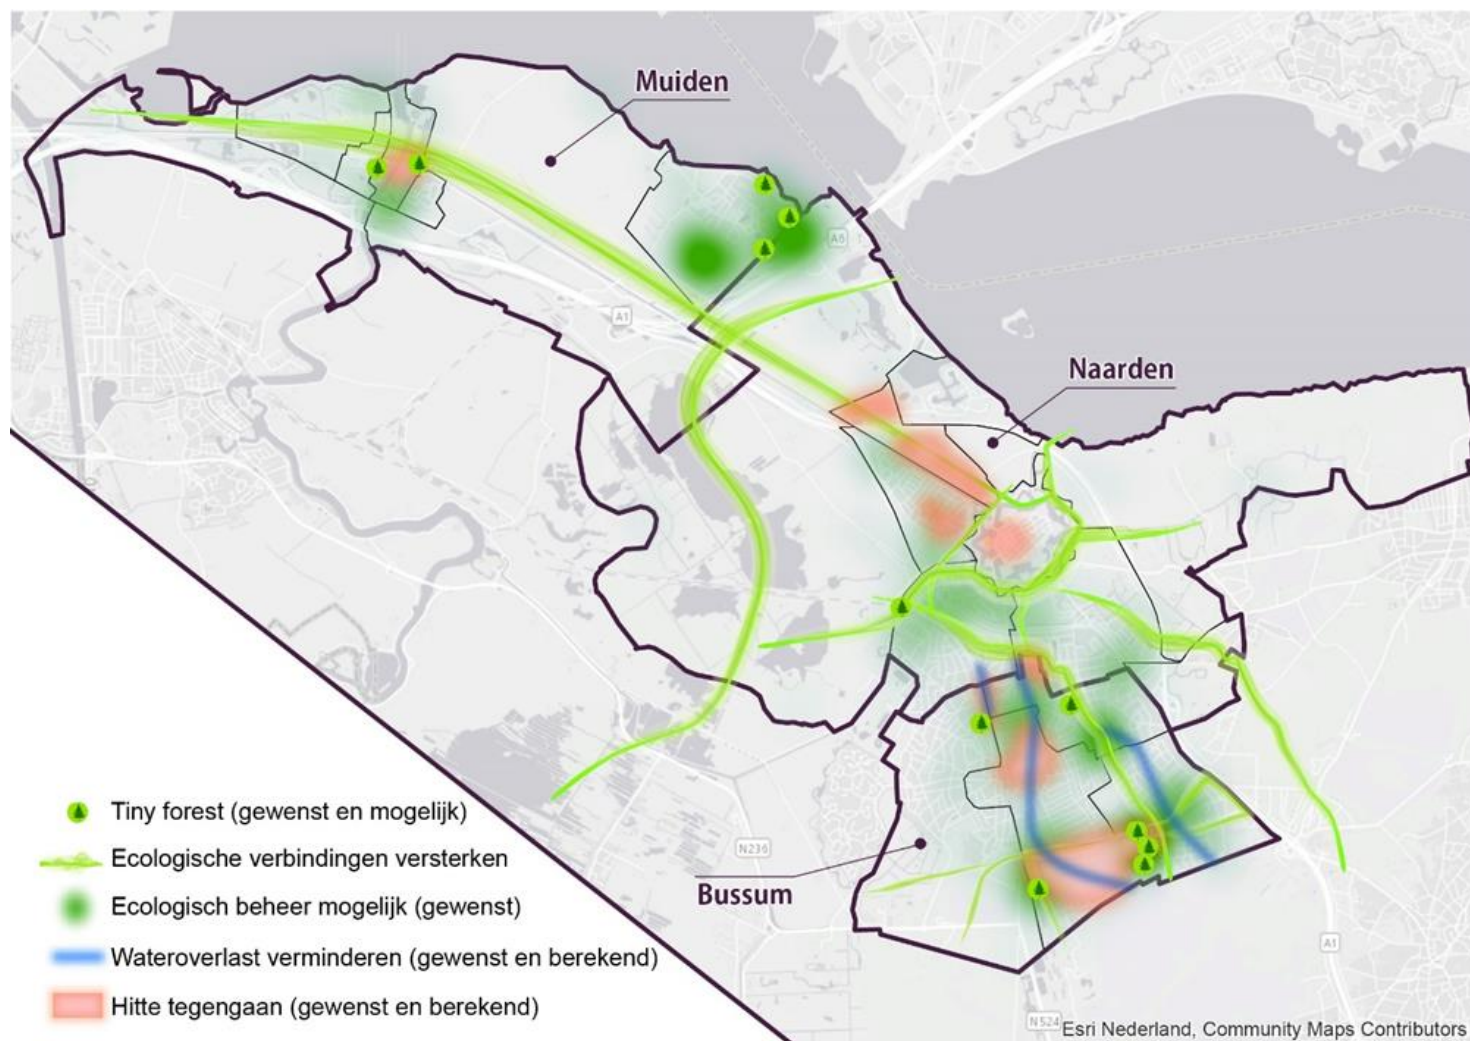 Muiden
A6
A1
Naarden
Tiny forest (gewenst en mogelijk)
Ecologische verbindingen versterken
N236
Bussum
Ecologisch beheer mogelijk (gewenst)
A1
Wateroverlast verminderen (gewenst en berekend)
Hitte tegengaan (gewenst en berekend)
N524
Esri Nederland, Community Maps Contributors